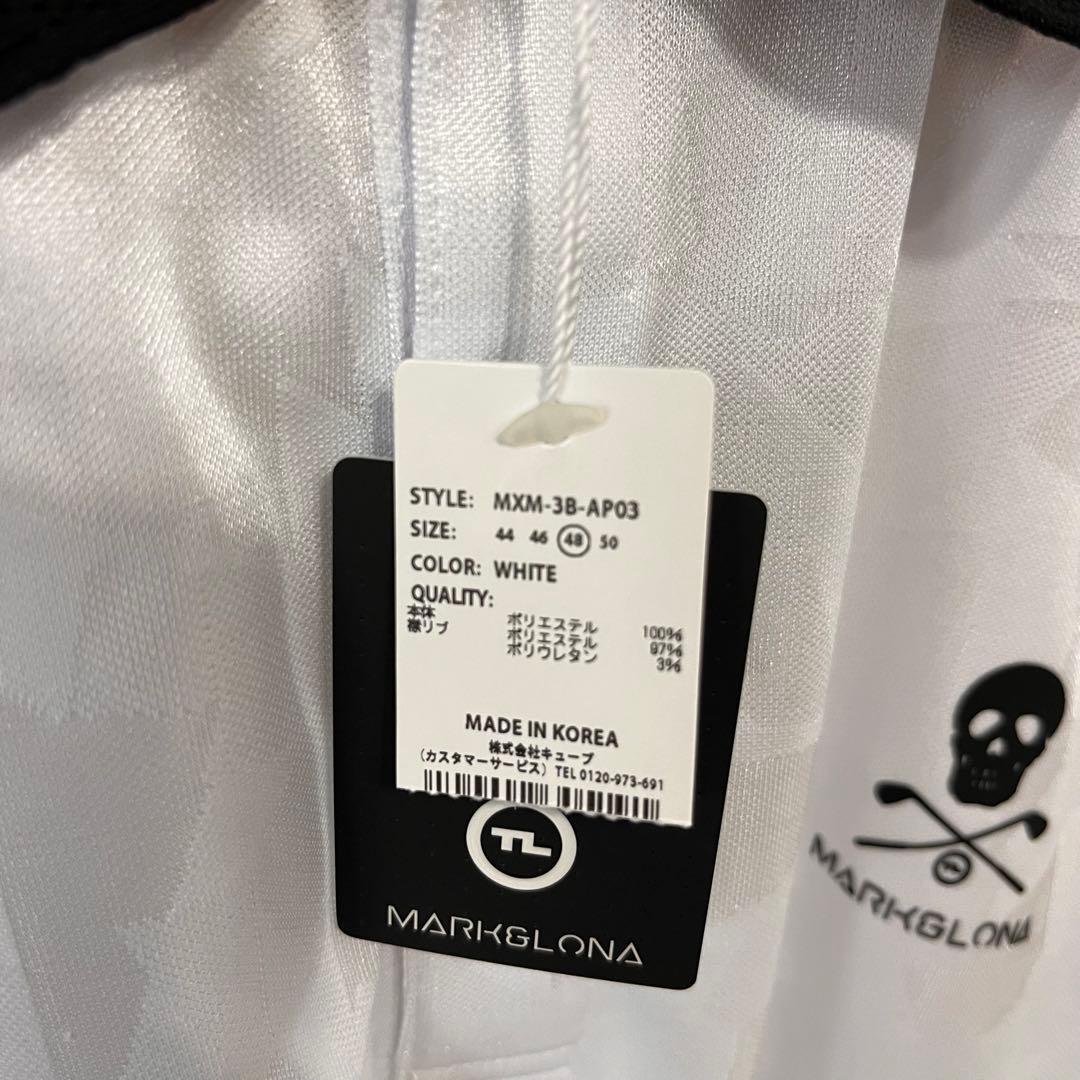 STYLE: MXM-3B-AP03
SIZE: 44 46 48 50
COLOR: WHITE
QUALITY:
本体 ポリエステル 100%
襟リブ ポリエステル 97%
ポリウレタン 3%
MADE IN KOREA
株式会社キューブ
(カスタマーサービス) TEL 0120-973-691
TL
MARK&LONA
TL
MARK&LONA